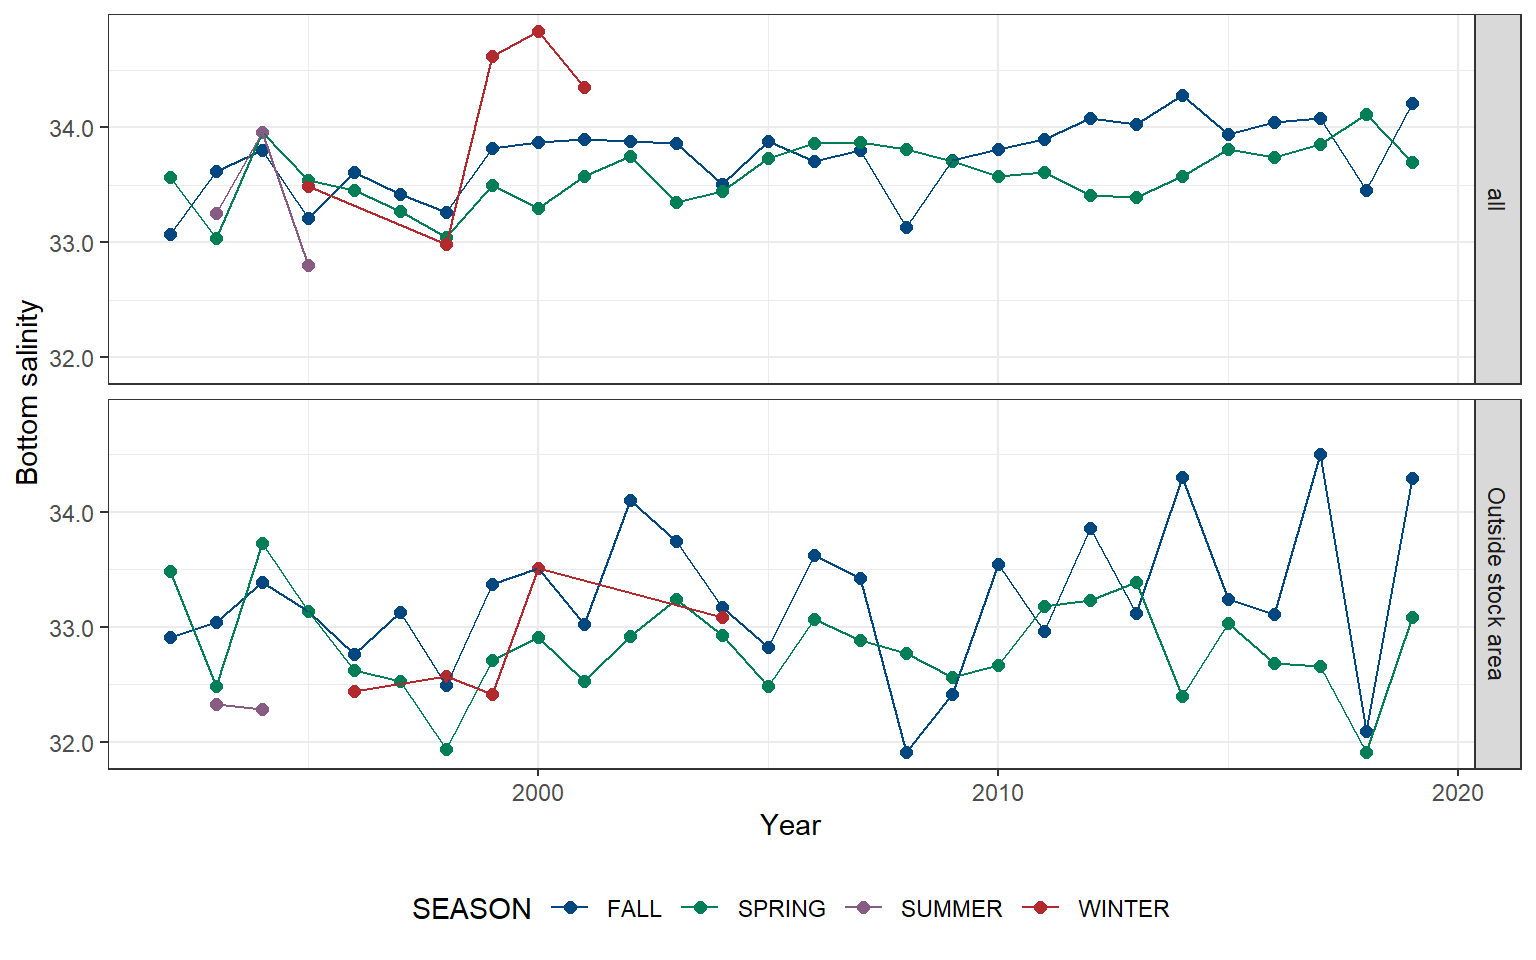 34.0
33.0
32.0
all
Bottom salinity
34.0
33.0
32.0
Outside stock area
2000 2010 2020
Year
SEASON FALL SPRING SUMMER WINTER